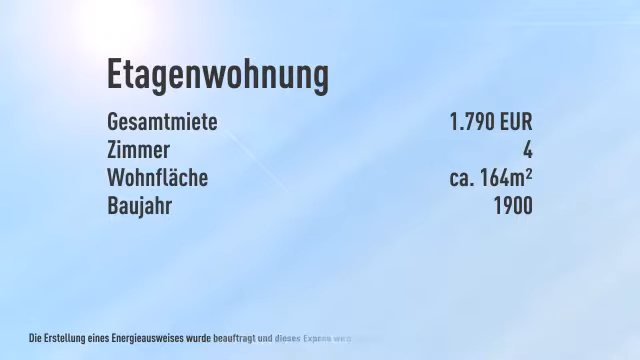 Etagenwohnung
Gesamtmiete 1.790 EUR
Zimmer 4
Wohnfläche ca. 164m²
Baujahr 1900
Die Erstellung eines Energieausweises wurde beauftragt und dieses